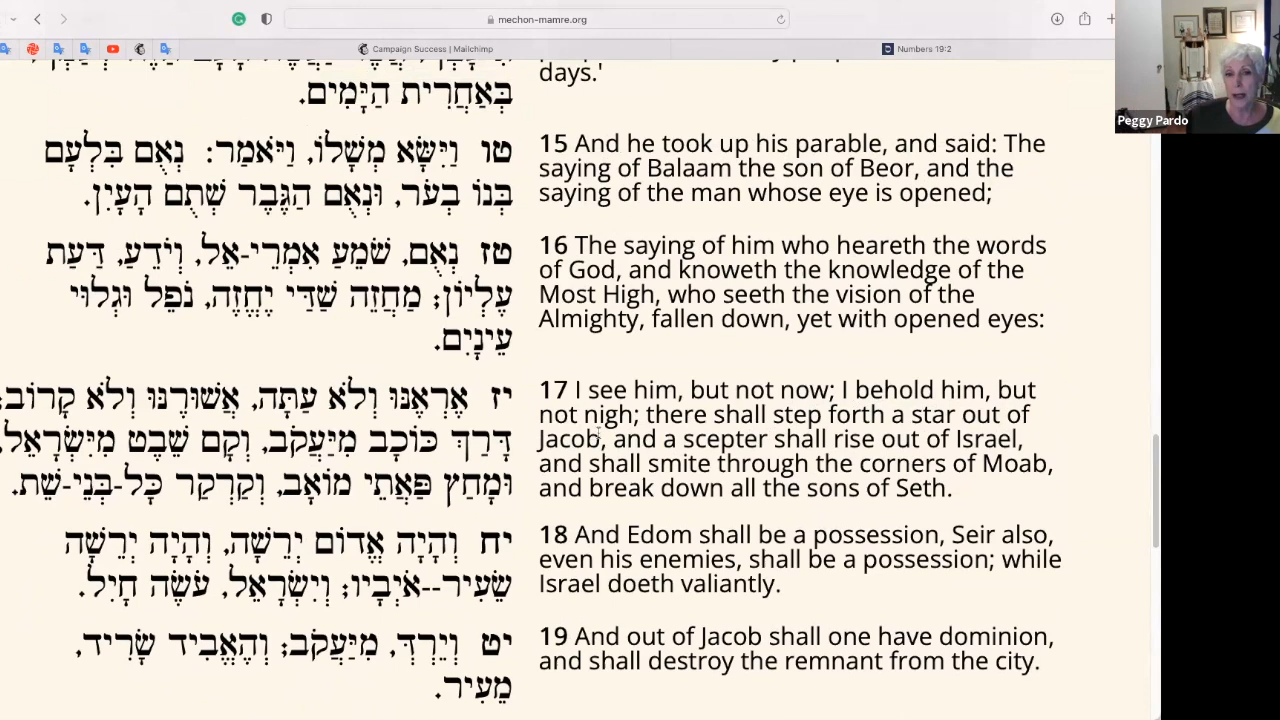 mechon-mamre.org
Campaign Success | Mailchimp
Numbers 19:2
Peggy Pardo
days.'
בְּאַחֲרִית הַיָּמִים.
טו וַיִּשָּׂא מְשָׁלוֹ, וַיֹּאמַר: נְאֻם בִּלְעָם
בְּנוֹ בְעֹר, וּנְאֻם הַגֶּבֶר שְׁתֻם הָעָיִן.
15 And he took up his parable, and said: The
saying of Balaam the son of Beor, and the
saying of the man whose eye is opened;
טז נְאֻם, שֹׁמֵעַ אִמְרֵי-אֵל, וְיֹדֵעַ, דַּעַת
עֶלְיוֹן; מַחֲזֵה שַׁדַּי יֶחֱזֶה, נֹפֵל וּגְלוּי
עֵינָיִם.
16 The saying of him who heareth the words
of God, and knoweth the knowledge of the
Most High, who seeth the vision of the
Almighty, fallen down, yet with opened eyes:
יז אֶרְאֶנּוּ וְלֹא עַתָּה, אֲשׁוּרֶנּוּ וְלֹא קָרוֹב;
דָּרַךְ כּוֹכָב מִיַּעֲקֹב, וְקָם שֵׁבֶט מִיִּשְׂרָאֵל,
וּמָחַץ פַּאֲתֵי מוֹאָב, וְקַרְקַר כָּל-בְּנֵי-שֵׁת.
17 I see him, but not now; I behold him, but
not nigh; there shall step forth a star out of
Jacob, and a scepter shall rise out of Israel,
and shall smite through the corners of Moab,
and break down all the sons of Seth.
יח וְהָיָה אֱדוֹם יְרֵשָׁה, וְהָיָה יְרֵשָׁה
שֵׂעִיר--אֹיְבָיו; וְיִשְׂרָאֵל, עֹשֶׂה חָיִל.
18 And Edom shall be a possession, Seir also,
even his enemies, shall be a possession; while
Israel doeth valiantly.
יט וְיֵרְדְּ, מִיַּעֲקֹב; וְהֶאֱבִיד שָׂרִיד,
מֵעִיר.
19 And out of Jacob shall one have dominion,
and shall destroy the remnant from the city.